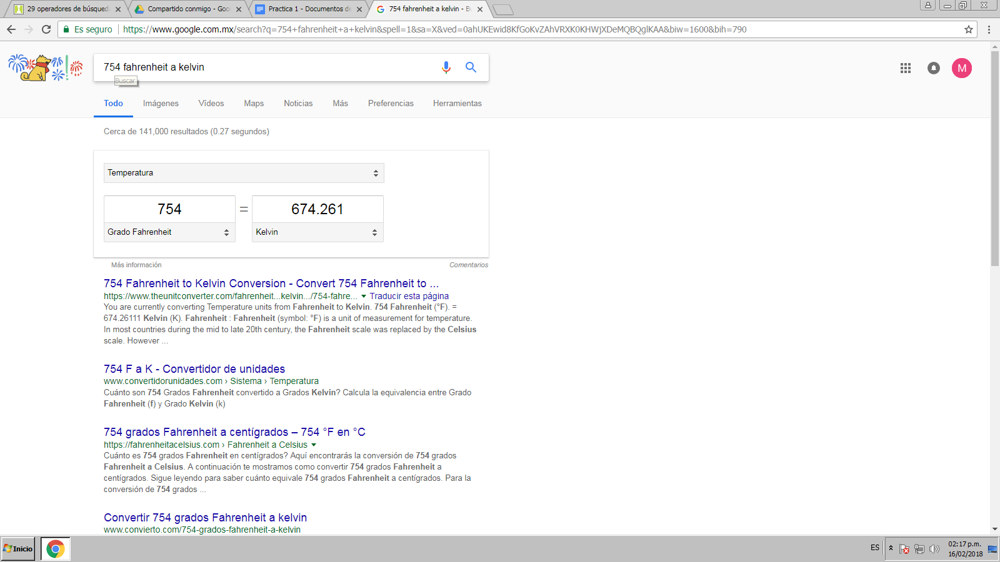 29 operadores de búsqueda
Compartido conmigo - Goo
Practica 1 - Documentos de
754 fahrenheit a kelvin - B
Es seguro
https://www.google.com.mx/search?q=754+fahrenheit+a+kelvin&spell=1&sa=X&ved=0ahUKEwid8KfGoKvZAhVRXK0KHWjXDeMQBQglKAA&biw=1600&bih=790
754 fahrenheit a kelvin
Buscar
M
Todo Imágenes Vídeos Maps Noticias Más Preferencias Herramientas
Cerca de 141,000 resultados (0.27 segundos)
Temperatura
754 = 674.261
Grado Fahrenheit Kelvin
Más información Comentarios
754 Fahrenheit to Kelvin Conversion - Convert 754 Fahrenheit to ...
https://www.theunitconverter.com/fahrenheit...kelvin.../754-fahre... Traducir esta página
You are currently converting Temperature units from Fahrenheit to Kelvin. 754 Fahrenheit (°F). =
674.26111 Kelvin (K). Fahrenheit : Fahrenheit (symbol: °F) is a unit of measurement for temperature.
In most countries during the mid to late 20th century, the Fahrenheit scale was replaced by the Celsius
scale. However ...
754 F a K - Convertidor de unidades
www.convertidorunidades.com › Sistema › Temperatura
Cuánto son 754 Grados Fahrenheit convertido a Grados Kelvin? Calcula la equivalencia entre Grado
Fahrenheit (f) y Grado Kelvin (k)
754 grados Fahrenheit a centígrados – 754 °F en °C
https://fahrenheitacelsius.com › Fahrenheit a Celsius
Cuánto es 754 grados Fahrenheit en centígrados? Aquí encontrarás la conversión de 754 grados
Fahrenheit a Celsius. A continuación te mostramos como convertir 754 grados Fahrenheit a
centígrados. Sigue leyendo para saber cuánto equivale 754 grados Fahrenheit a centígrados. Para la
conversión de 754 grados ...
Convertir 754 grados Fahrenheit a kelvin
www.convierto.com/754-grados-fahrenheit-a-kelvin
Inicio
ES
02:17 p.m.
16/02/2018